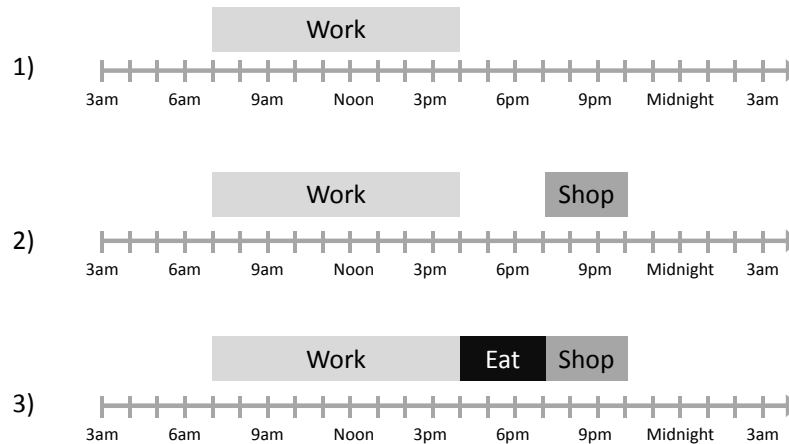 Work
1)
3am 6am 9am Noon 3pm 6pm 9pm Midnight 3am
Work Shop
2)
3am 6am 9am Noon 3pm 6pm 9pm Midnight 3am
Work Eat Shop
3)
3am 6am 9am Noon 3pm 6pm 9pm Midnight 3am